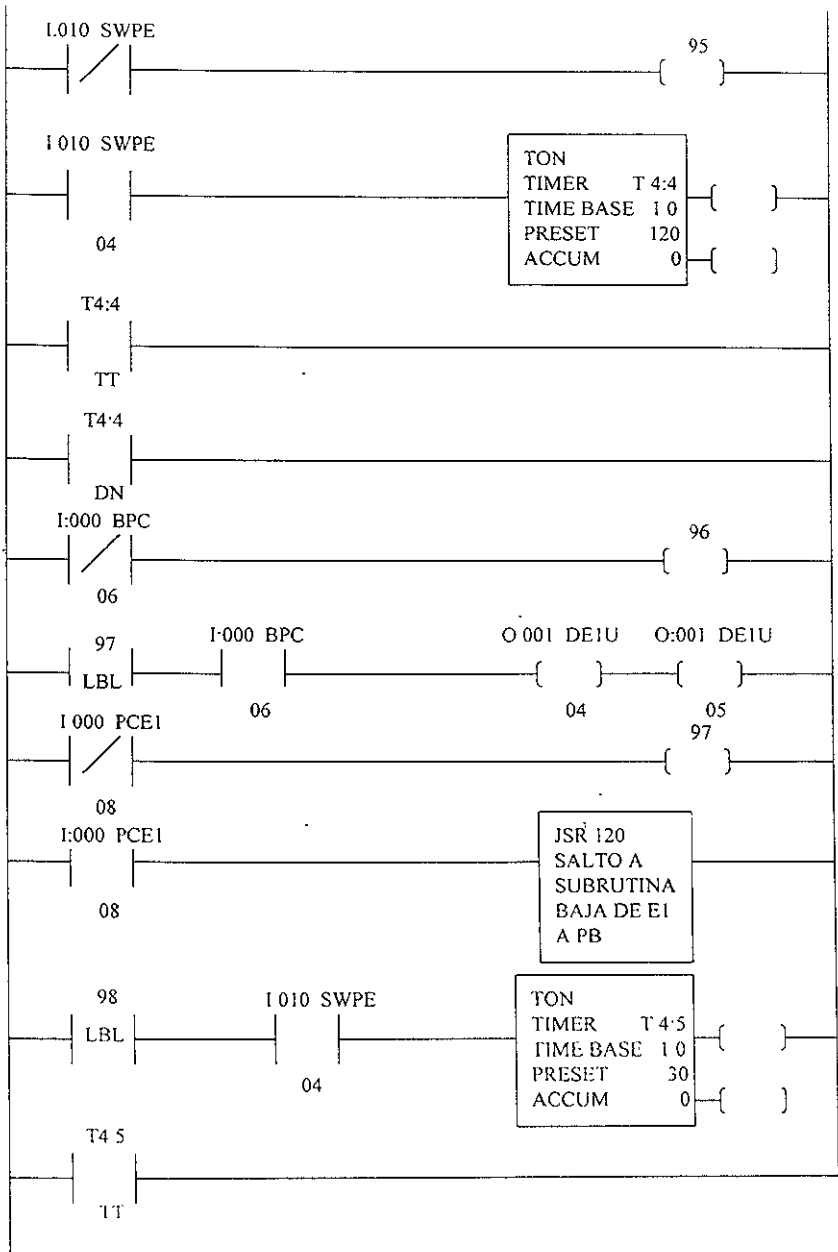 I.010 SWPE
95
I 010 SWPE
04
TON
TIMER T 4:4
TIME BASE 1 0
PRESET 120
ACCUM 0
T4:4
TT
T4·4
DN
I:000 BPC
06
96
97
LBL
I·000 BPC
06
O 001 DE1U
04
O:001 DE1U
05
I 000 PCE1
08
97
I:000 PCE1
08
JSR 120
SALTO A
SUBRUTINA
BAJA DE E1
A PB
98
LBL
I 010 SWPE
04
TON
TIMER T 4·5
TIME BASE 1 0
PRESET 30
ACCUM 0
T4 5
TT